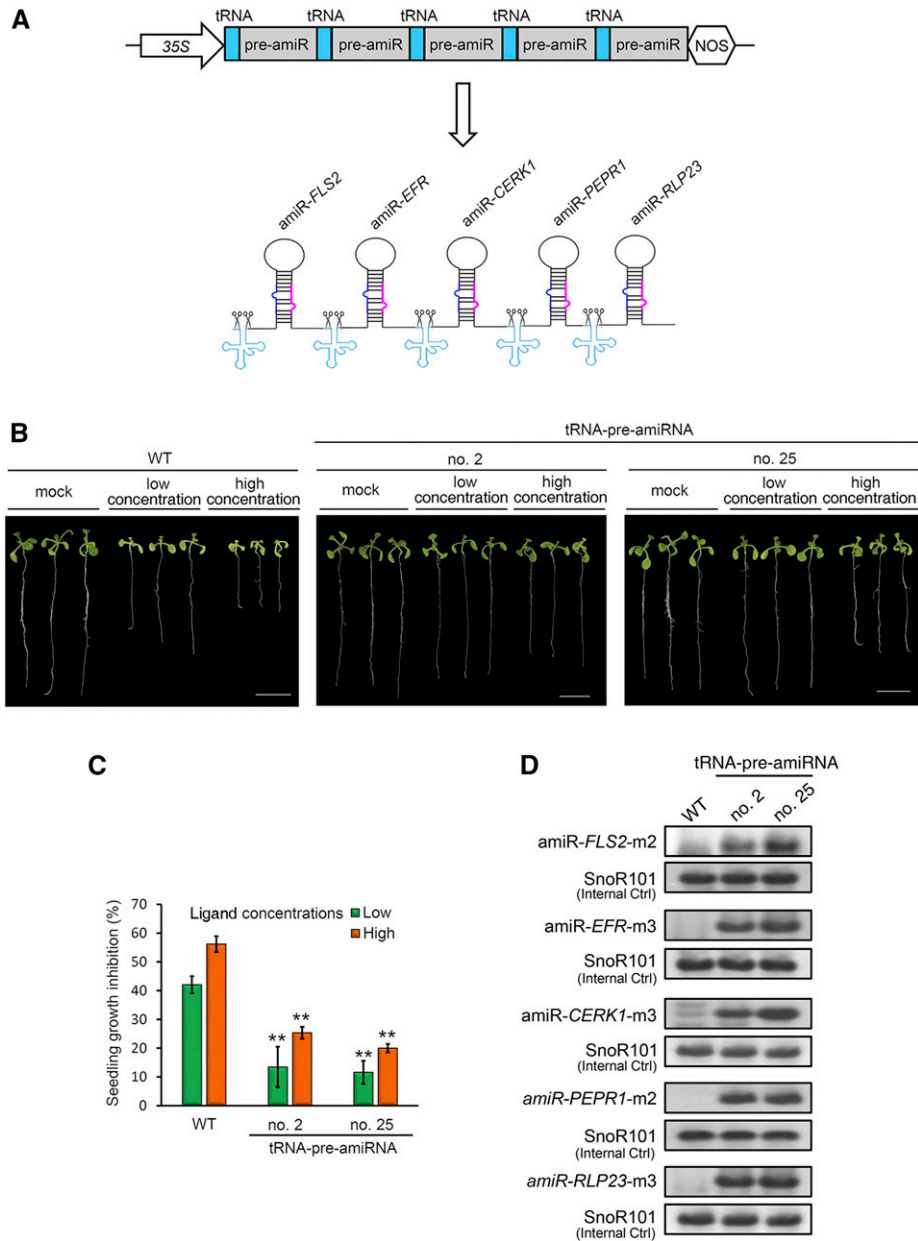 A
tRNA tRNA tRNA tRNA tRNA
35S pre-amiR pre-amiR pre-amiR pre-amiR pre-amiR NOS
amiR-FLS2 amiR-EFR amiR-CERK1 amiR-PEPR1 amiR-RLP23
B
tRNA-pre-amiRNA
WT no. 2 no. 25
mock low concentration high concentration mock low concentration high concentration mock low concentration high concentration
C
Seedling growth inhibition (%)
Ligand concentrations
Low
High
70
60
50
40
30
20
10
0
** ** ** **
WT no. 2 no. 25
tRNA-pre-amiRNA
D
tRNA-pre-amiRNA
WT no. 2 no. 25
amiR-FLS2-m2
SnoR101
(Internal Ctrl)
amiR-EFR-m3
SnoR101
(Internal Ctrl)
amiR-CERK1-m3
SnoR101
(Internal Ctrl)
amiR-PEPR1-m2
SnoR101
(Internal Ctrl)
amiR-RLP23-m3
SnoR101
(Internal Ctrl)